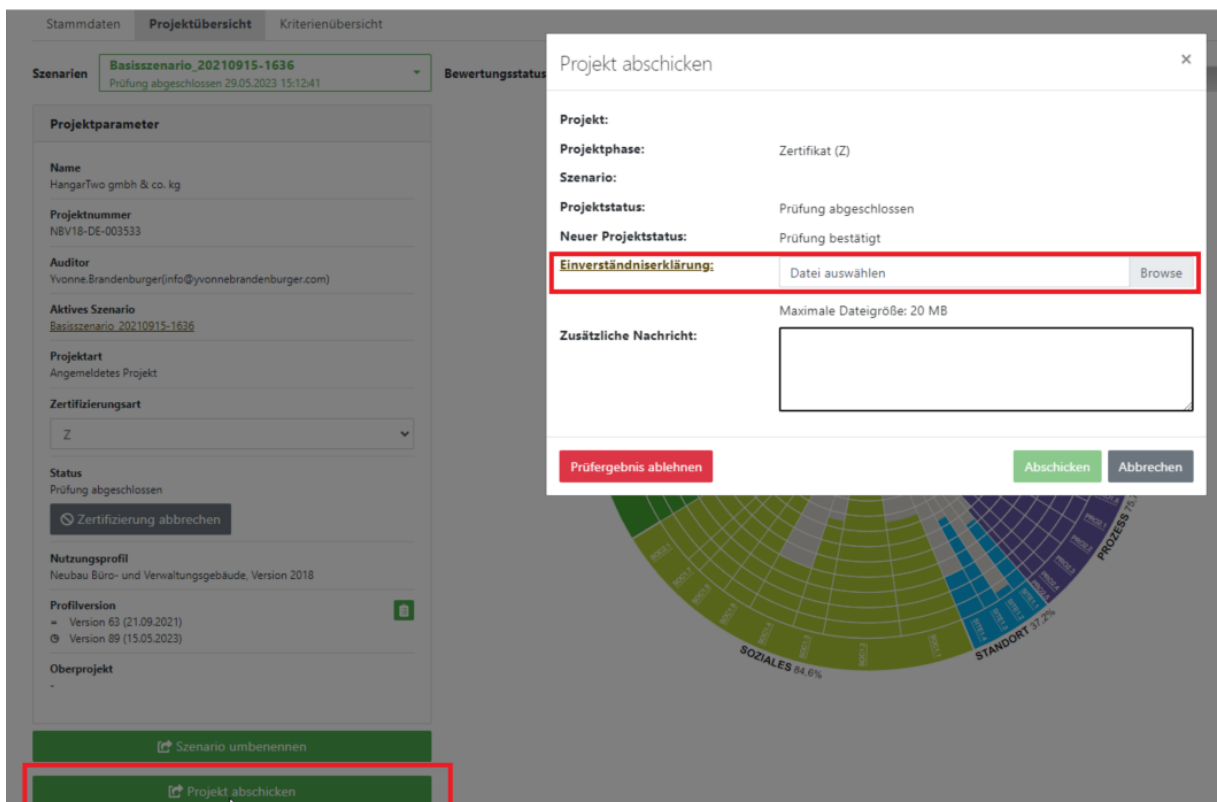 Stammdaten Projektübersicht Kriterienübersicht
Szenarien
Basisszenario_20210915-1636
Prüfung abgeschlossen 29.05.2023 15:12:41
Bewertungsstatus
Projektparameter
Name
HangarTwo gmbh & co. kg
Projektnummer
NBV18-DE-003533
Auditor
Yvonne.Brandenburger(info@yvonnebrandenburger.com)
Aktives Szenario
Basisszenario_20210915-1636
Projektart
Angemeldetes Projekt
Zertifizierungsart
Z
Status
Prüfung abgeschlossen
Zertifizierung abbrechen
Nutzungsprofil
Neubau Büro- und Verwaltungsgebäude, Version 2018
Profilversion
= Version 63 (21.09.2021)
Version 89 (15.05.2023)
Oberprojekt
-
Szenario umbenennen
Projekt abschicken
Projekt abschicken ×
Projekt:
Projektphase: Zertifikat (Z)
Szenario:
Projektstatus: Prüfung abgeschlossen
Neuer Projektstatus: Prüfung bestätigt
Einverständniserklärung: Datei auswählen Browse
Maximale Dateigröße: 20 MB
Zusätzliche Nachricht:
Prüfergebnis ablehnen Abschicken Abbrechen
SOZIALES 84,6%
STANDORT 37,2%
PROZESS